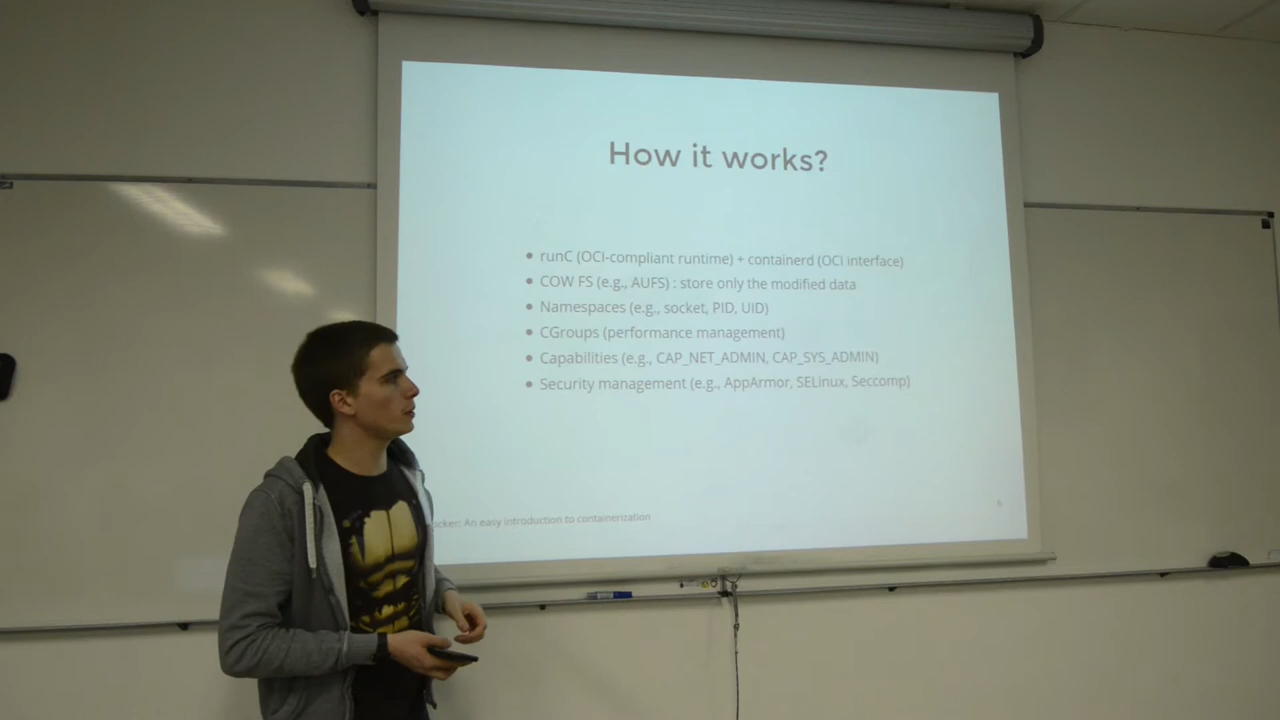 How it works?
• runC (OCI-compliant runtime) + containerd (OCI interface)
• COW FS (e.g., AUFS) : store only the modified data
• Namespaces (e.g., socket, PID, UID)
• CGroups (performance management)
• Capabilities (e.g., CAP_NET_ADMIN, CAP_SYS_ADMIN)
• Security management (e.g., AppArmor, SELinux, Seccomp)
6
ocker: An easy introduction to containerization